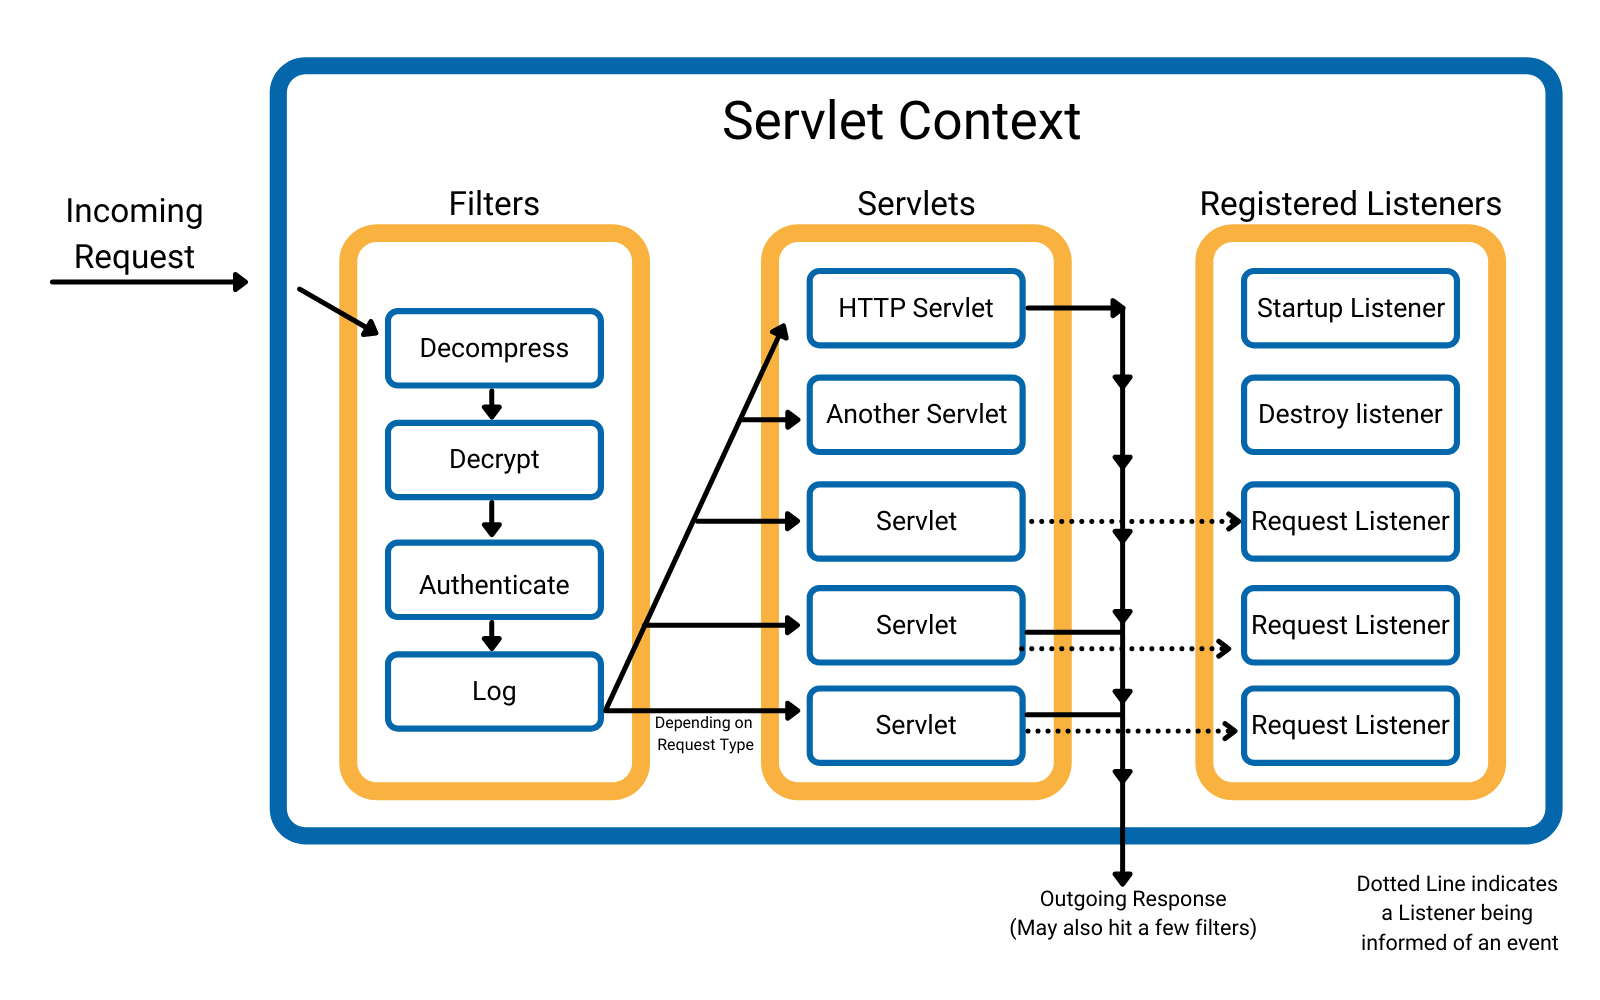 Servlet Context
Incoming
Request
Filters
Decompress
Decrypt
Authenticate
Log
Depending on
Request Type
Servlets
HTTP Servlet
Another Servlet
Servlet
Servlet
Servlet
Registered Listeners
Startup Listener
Destroy listener
Request Listener
Request Listener
Request Listener
Outgoing Response
(May also hit a few filters)
Dotted Line indicates
a Listener being
informed of an event